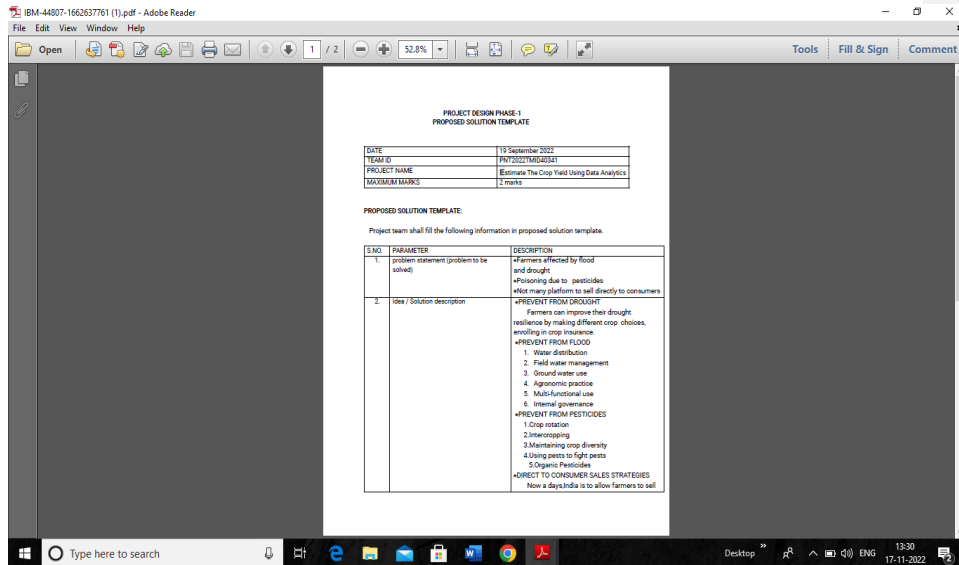 IBM-44807-1662637761 (1).pdf - Adobe Reader
File Edit View Window Help
Open 1 / 2 52.8% Tools Fill & Sign Comment
PROJECT DESIGN PHASE-1
PROPOSED SOLUTION TEMPLATE
DATE 19 September 2022
TEAM ID PNT2022TMID40341
PROJECT NAME Estimate The Crop Yield Using Data Analytics
MAXIMUM MARKS 2 marks
PROPOSED SOLUTION TEMPLATE:
Project team shall fill the following information in proposed solution template.
S.NO. PARAMETER DESCRIPTION
1. problem statement (problem to be solved) •Farmers affected by flood
and drought
•Poisoning due to pesticides
•Not many platform to sell directly to consumers
2. Idea / Solution description •PREVENT FROM DROUGHT
Farmers can improve their drought
resilience by making different crop choices,
enrolling in crop insurance.
•PREVENT FROM FLOOD
1. Water distribution
2. Field water management
3. Ground water use
4. Agronomic practice
5. Multi-functional use
6. Internal governance
•PREVENT FROM PESTICIDES
1.Crop rotation
2.Intercropping
3.Maintaining crop diversity
4.Using pests to fight pests
5.Organic Pesticides
•DIRECT TO CONSUMER SALES STRATEGIES
Now a days,India is to allow farmers to sell
Type here to search Desktop ENG 13:30
17-11-2022